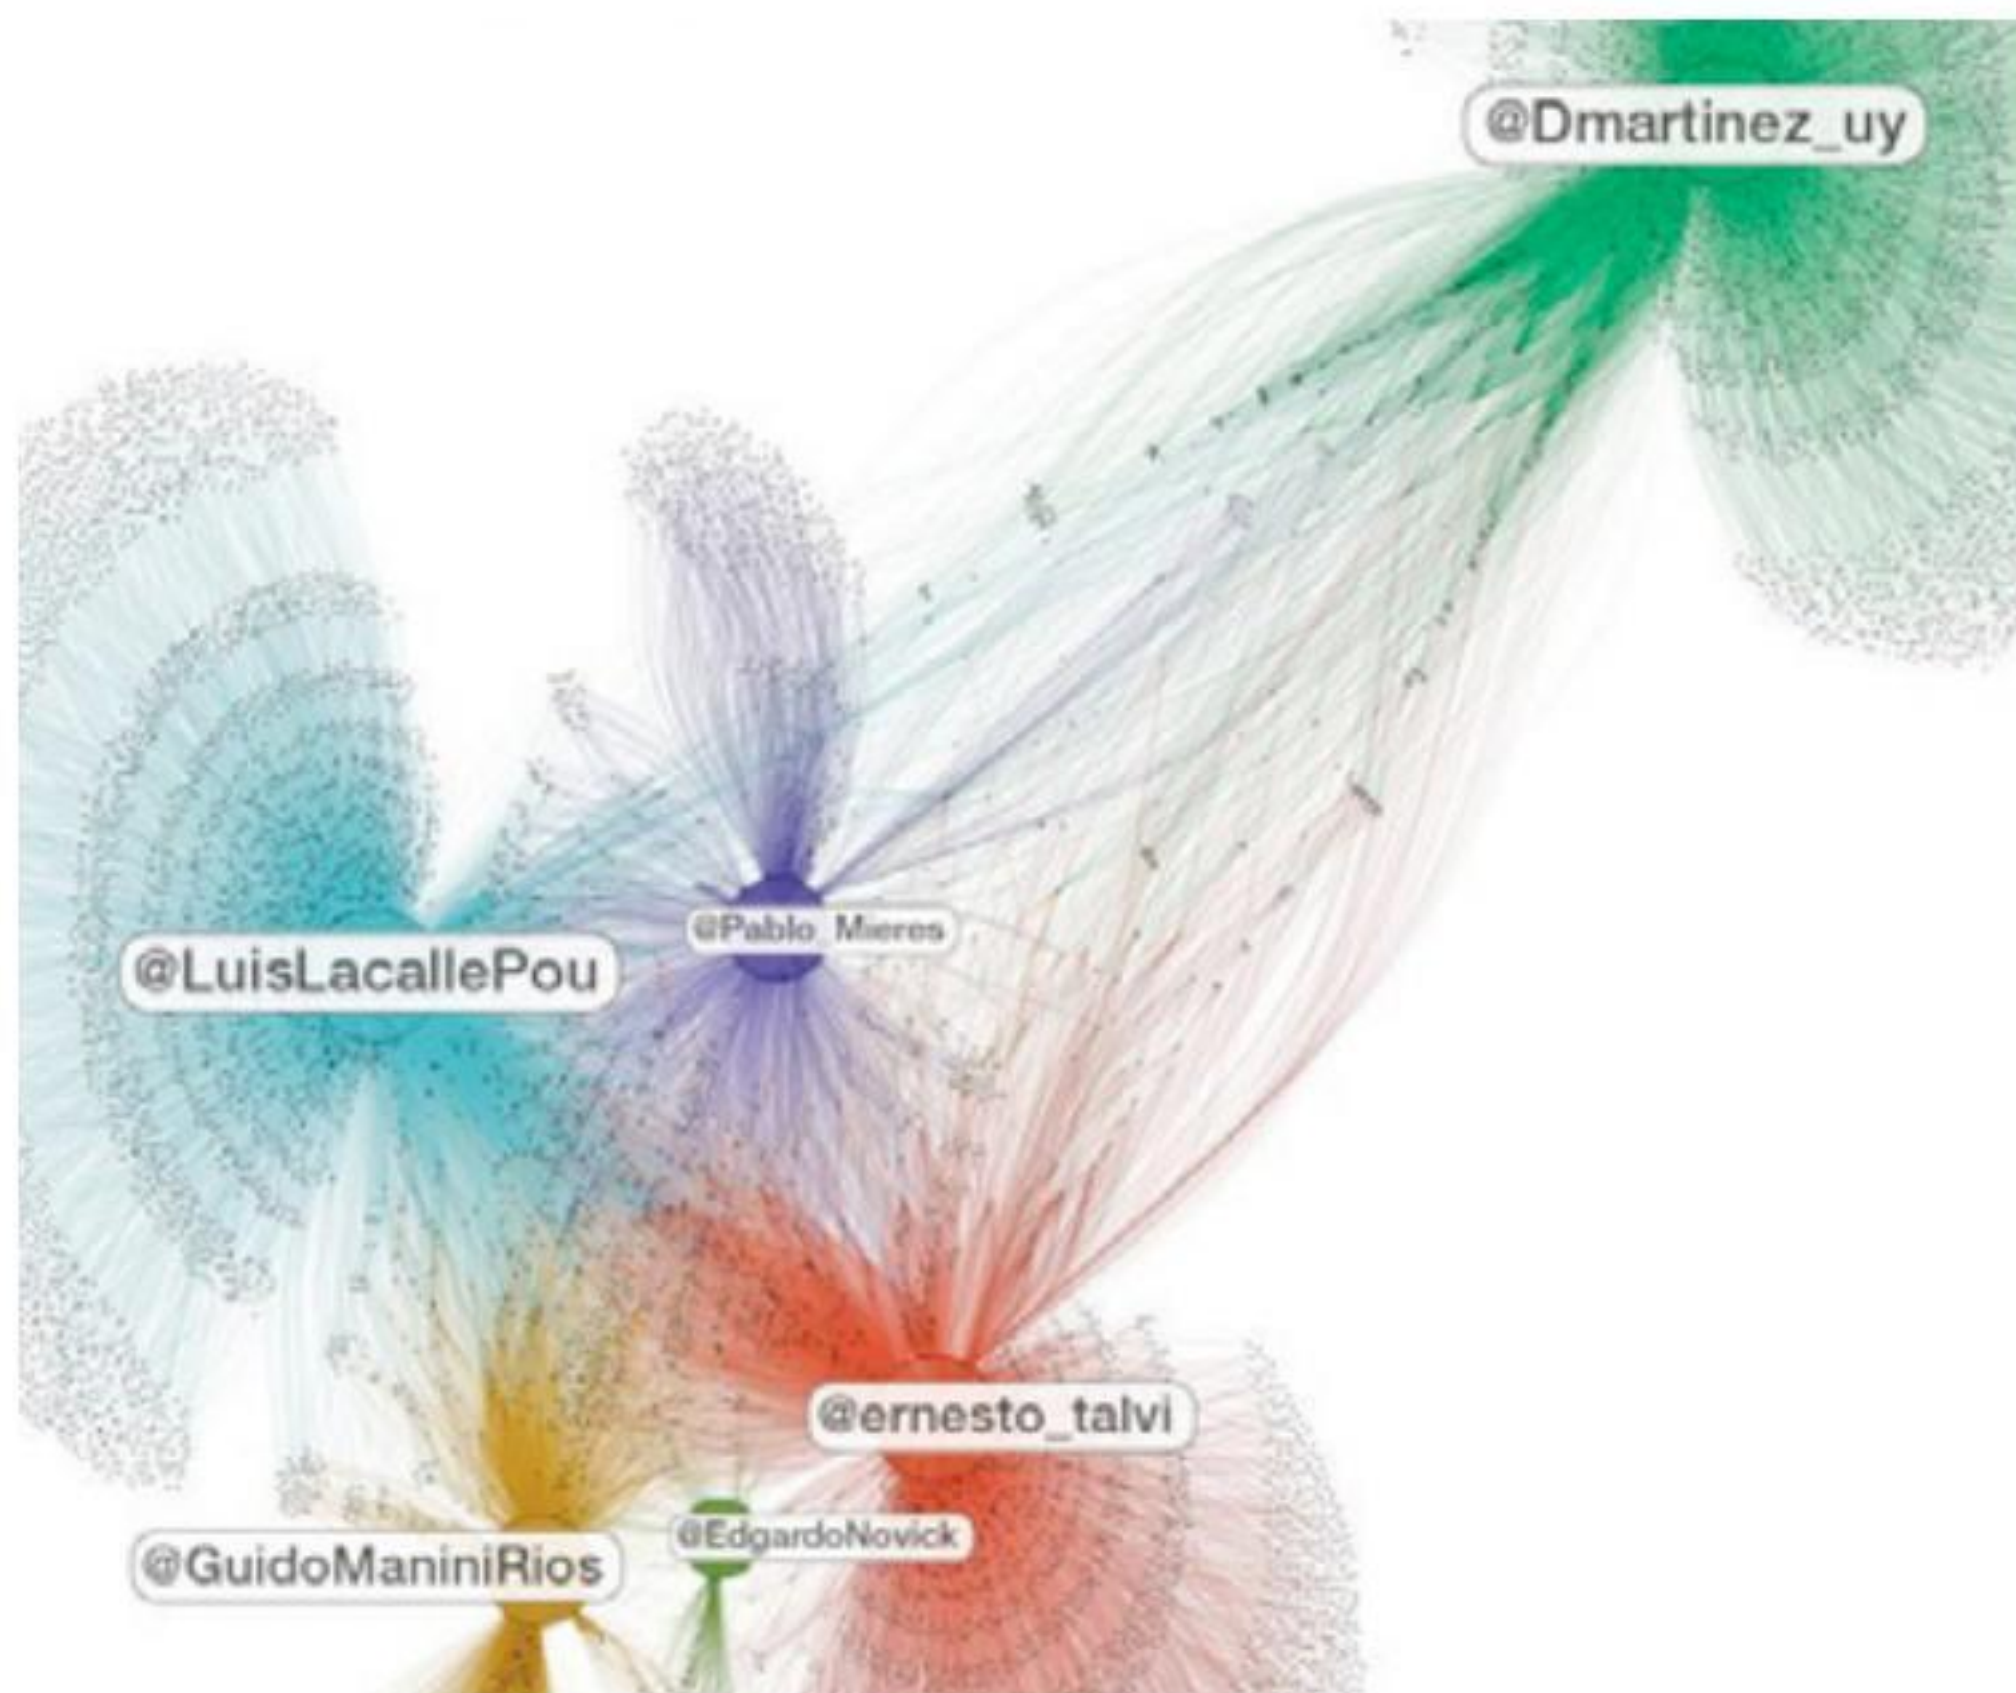 @Dmartinez_uy
@Pablo_Mieres
@LuisLacallePou
@ernesto_talvi
@EdgardoNovick
@GuidoManiniRios